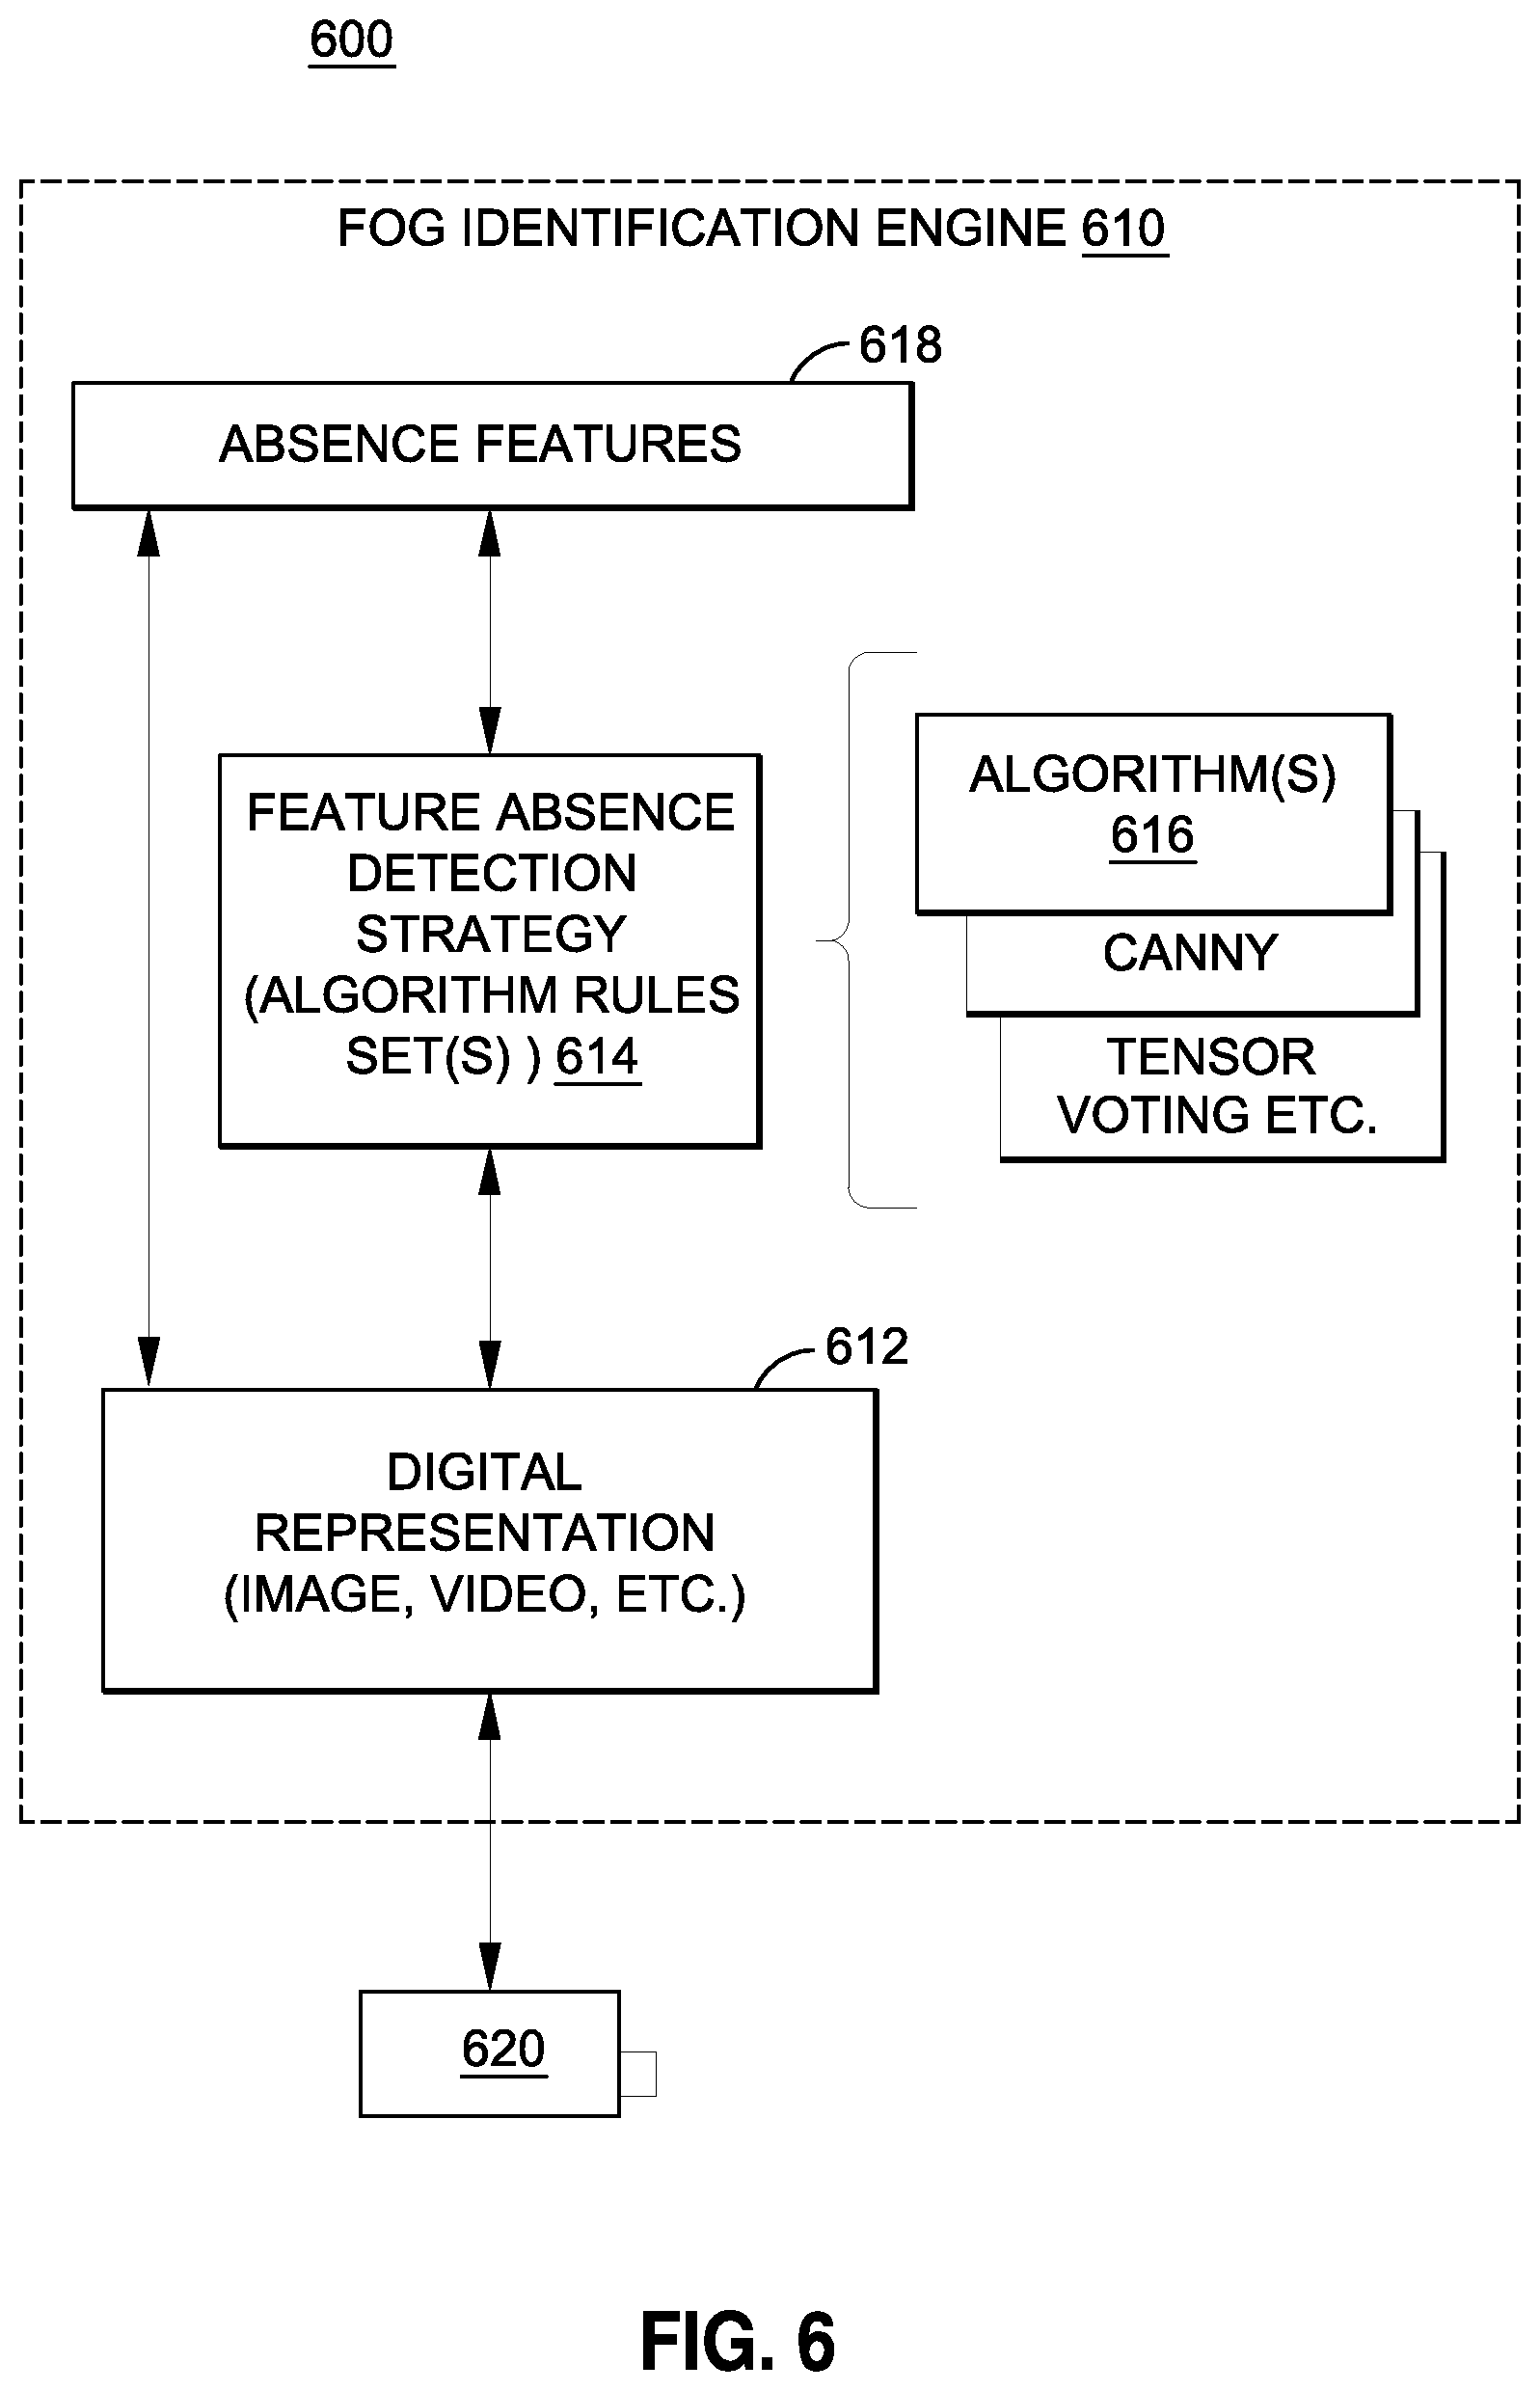 600
FOG IDENTIFICATION ENGINE 610
618
ABSENCE FEATURES
FEATURE ABSENCE
DETECTION
STRATEGY
(ALGORITHM RULES
SET(S) ) 614
ALGORITHM(S)
616
CANNY
TENSOR
VOTING ETC.
612
DIGITAL
REPRESENTATION
(IMAGE, VIDEO, ETC.)
620
FIG. 6